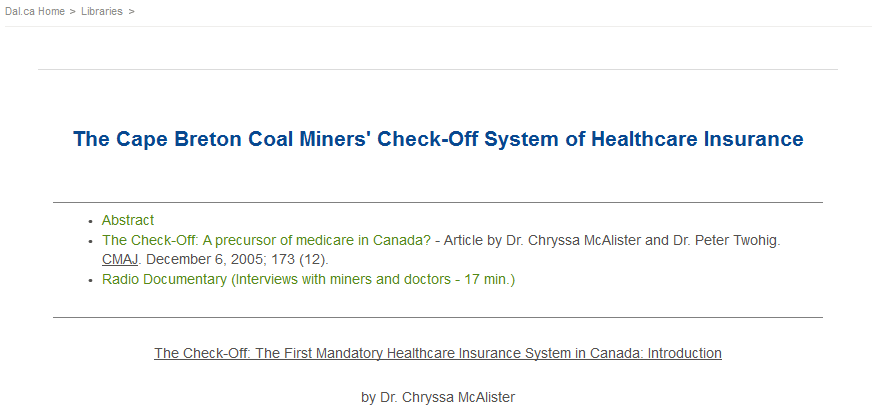 Dal.ca Home > Libraries >
The Cape Breton Coal Miners' Check-Off System of Healthcare Insurance
• Abstract
• The Check-Off: A precursor of medicare in Canada? - Article by Dr. Chryssa McAlister and Dr. Peter Twohig.
CMAJ. December 6, 2005; 173 (12).
• Radio Documentary (Interviews with miners and doctors - 17 min.)
The Check-Off: The First Mandatory Healthcare Insurance System in Canada: Introduction
by Dr. Chryssa McAlister